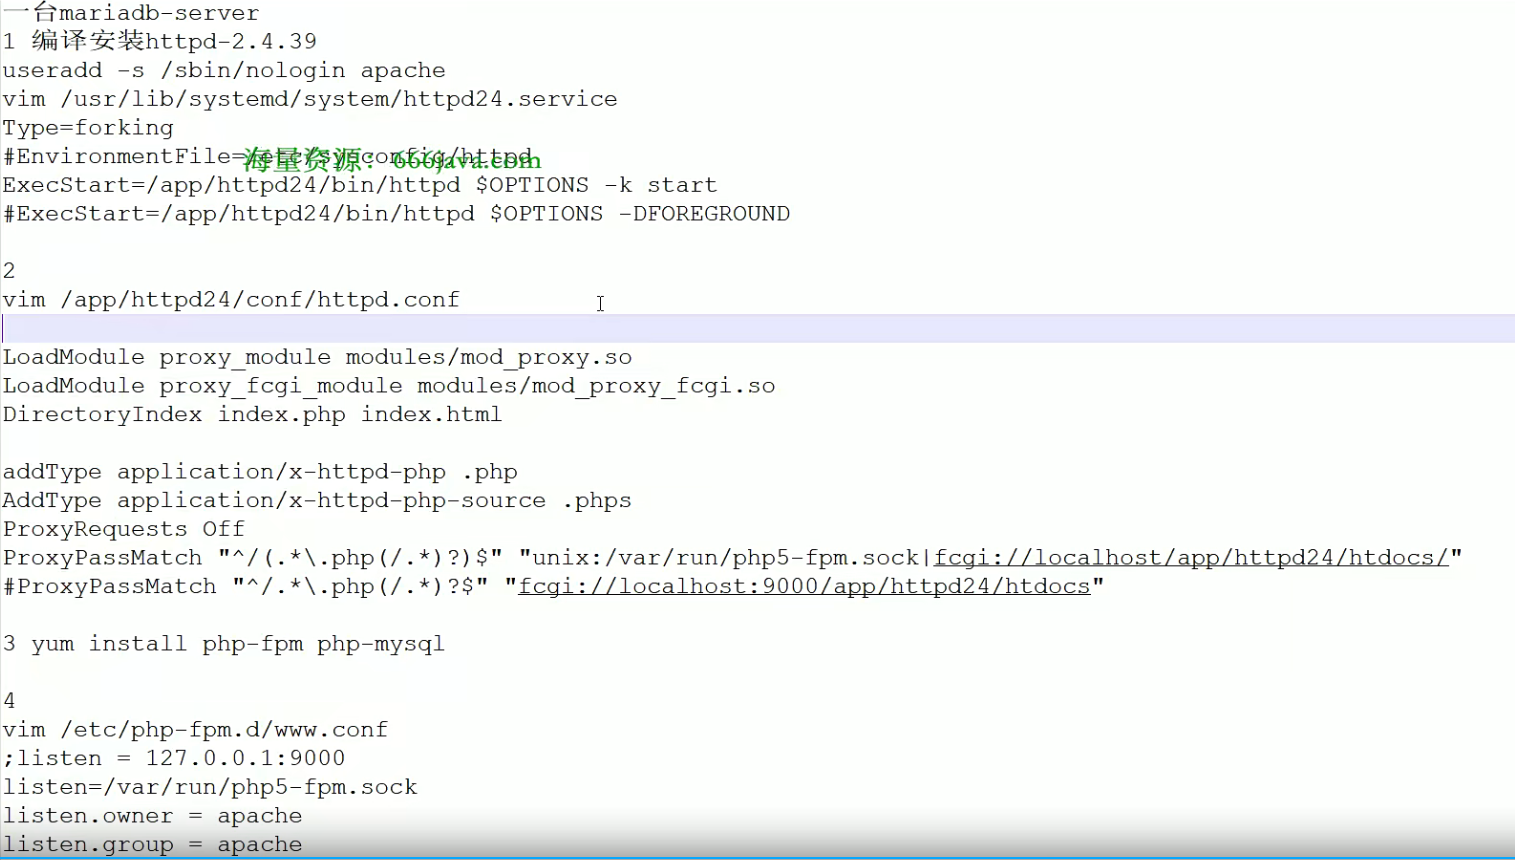 一台mariadb-server
1 编译安装httpd-2.4.39
useradd -s /sbin/nologin apache
vim /usr/lib/systemd/system/httpd24.service
Type=forking
#EnvironmentFile=/etc/sysconfig/httpd
海量资源：666java.com
ExecStart=/app/httpd24/bin/httpd $OPTIONS -k start
#ExecStart=/app/httpd24/bin/httpd $OPTIONS -DFOREGROUND
2
vim /app/httpd24/conf/httpd.conf
LoadModule proxy_module modules/mod_proxy.so
LoadModule proxy_fcgi_module modules/mod_proxy_fcgi.so
DirectoryIndex index.php index.html
addType application/x-httpd-php .php
AddType application/x-httpd-php-source .phps
ProxyRequests Off
ProxyPassMatch "^/(.*\.php(/.*)?)$" "unix:/var/run/php5-fpm.sock|fcgi://localhost/app/httpd24/htdocs/"
#ProxyPassMatch "^/.*\.php(/.*)?$" "fcgi://localhost:9000/app/httpd24/htdocs"
3 yum install php-fpm php-mysql
4
vim /etc/php-fpm.d/www.conf
;listen = 127.0.0.1:9000
listen=/var/run/php5-fpm.sock
listen.owner = apache
listen.group = apache